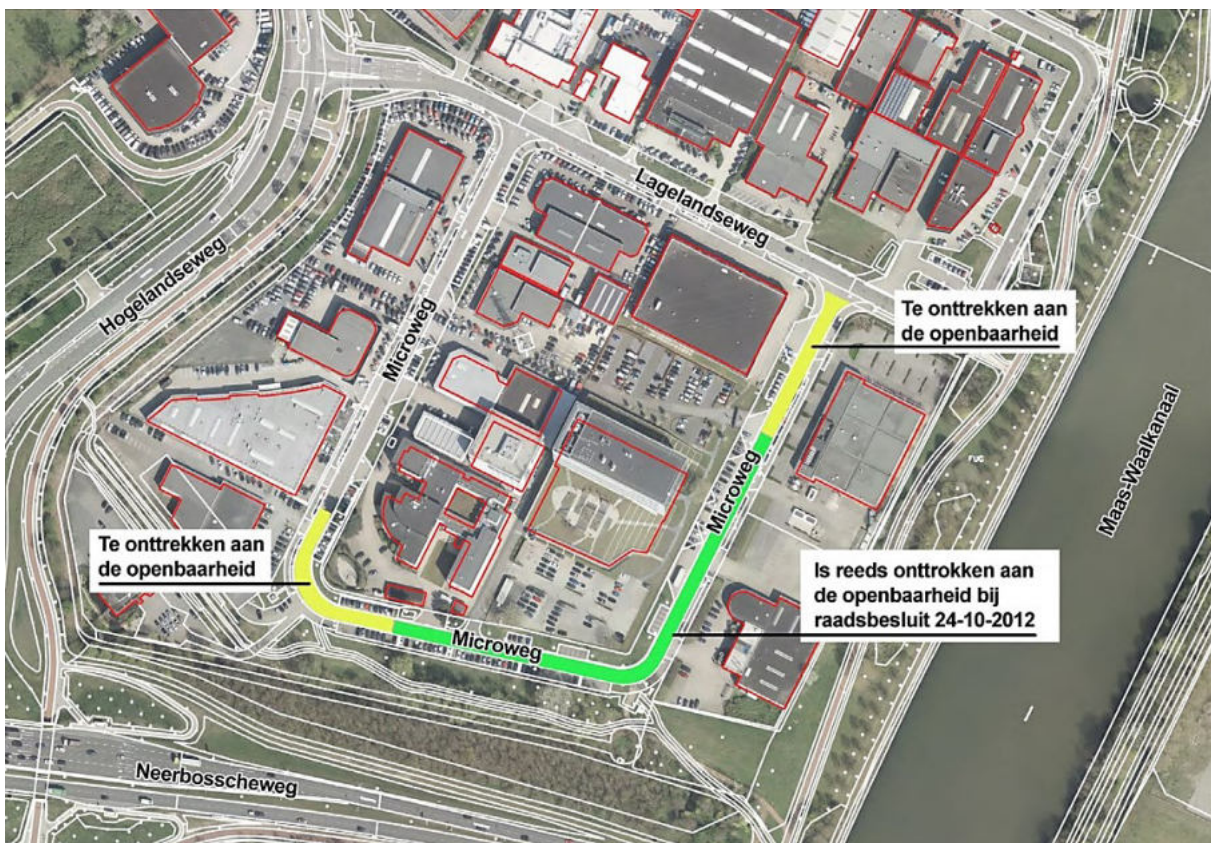 Lagelandseweg
Hogelandseweg
Te onttrekken aan
de openbaarheid
Microweg
Maas-Waalkanaal
Microweg
Te onttrekken aan
de openbaarheid
Is reeds onttrokken aan
de openbaarheid bij
raadsbesluit 24-10-2012
Microweg
Neerbosscheweg